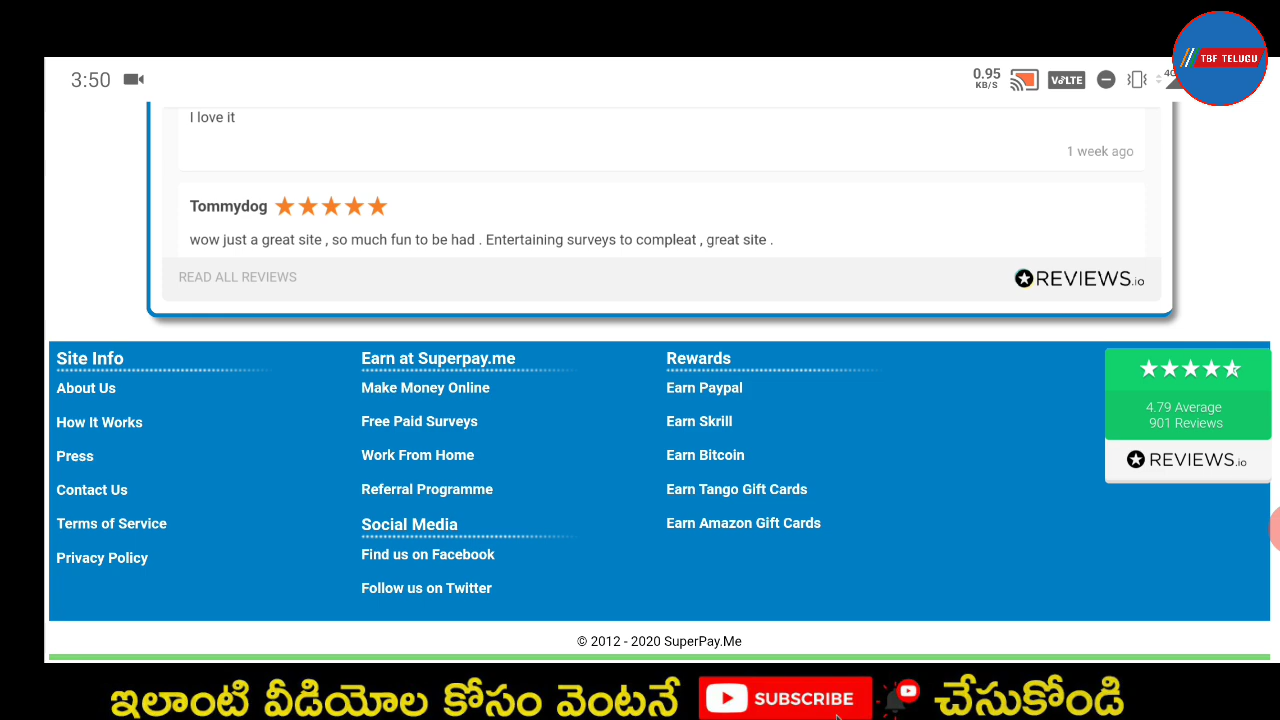 TBF TELUGU
3:50
0.95
KB/S
VoLTE
I love it
1 week ago
Tommydog
wow just a great site , so much fun to be had . Entertaining surveys to compleat , great site .
READ ALL REVIEWS
REVIEWS.io
Site Info
About Us
How It Works
Press
Contact Us
Terms of Service
Privacy Policy
Earn at Superpay.me
Make Money Online
Free Paid Surveys
Work From Home
Referral Programme
Social Media
Find us on Facebook
Follow us on Twitter
Rewards
Earn Paypal
Earn Skrill
Earn Bitcoin
Earn Tango Gift Cards
Earn Amazon Gift Cards
4.79 Average
901 Reviews
REVIEWS.io
© 2012 - 2020 SuperPay.Me
ఇలాంటి వీడియోల కోసం వెంటనే SUBSCRIBE చేసుకోండి